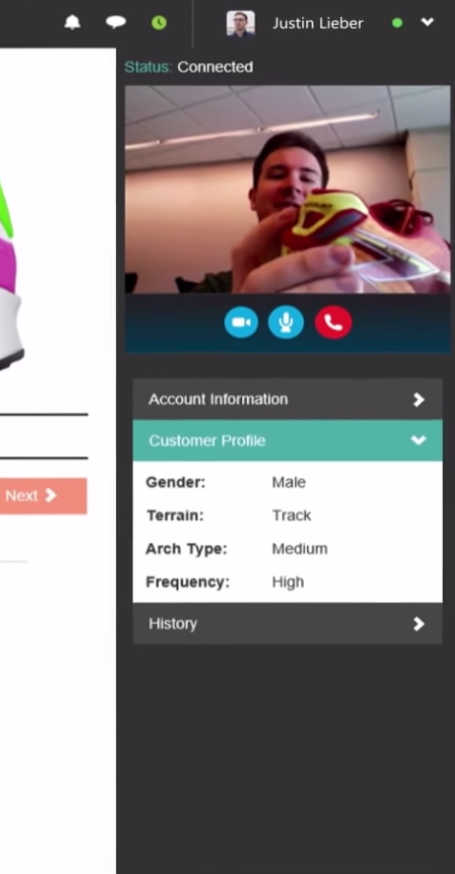 Justin Lieber
Status: Connected
Account Information
Customer Profile
Gender: Male
Terrain: Track
Arch Type: Medium
Frequency: High
History
Next